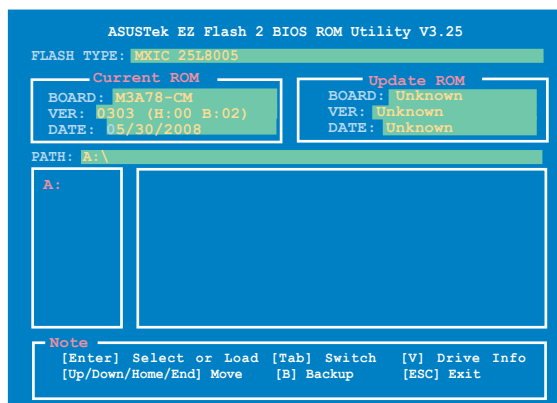 ASUSTek EZ Flash 2 BIOS ROM Utility V3.25
FLASH TYPE: MXIC 25L8005
Current ROM
BOARD: M3A78-CM
VER: 0303 (H:00 B:02)
DATE: 05/30/2008
Update ROM
BOARD: Unknown
VER: Unknown
DATE: Unknown
PATH: A:\
A:
Note
[Enter] Select or Load [Tab] Switch [V] Drive Info
[Up/Down/Home/End] Move [B] Backup [ESC] Exit